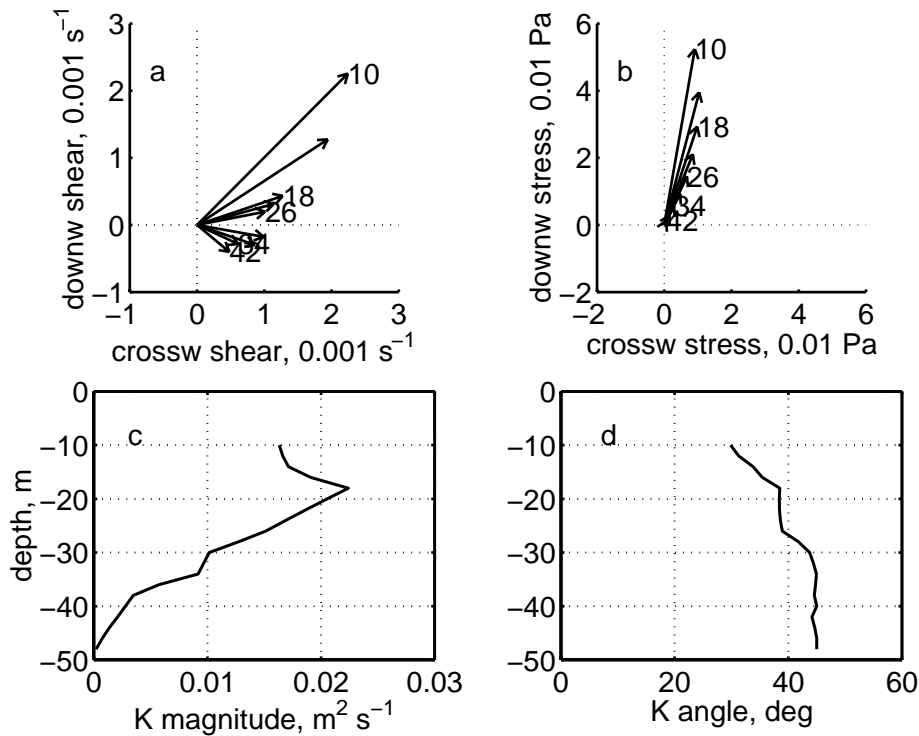 a
3
2
1
0
−1
−1 0 1 2 3
downw shear, 0.001 s⁻¹
crossw shear, 0.001 s⁻¹
10
18
26
34
42
b
6
4
2
0
−2
−2 0 2 4 6
downw stress, 0.01 Pa
crossw stress, 0.01 Pa
10
18
26
34
42
c
0
−10
−20
−30
−40
−50
0 0.01 0.02 0.03
depth, m
K magnitude, m² s⁻¹
d
0
−10
−20
−30
−40
−50
0 20 40 60
K angle, deg